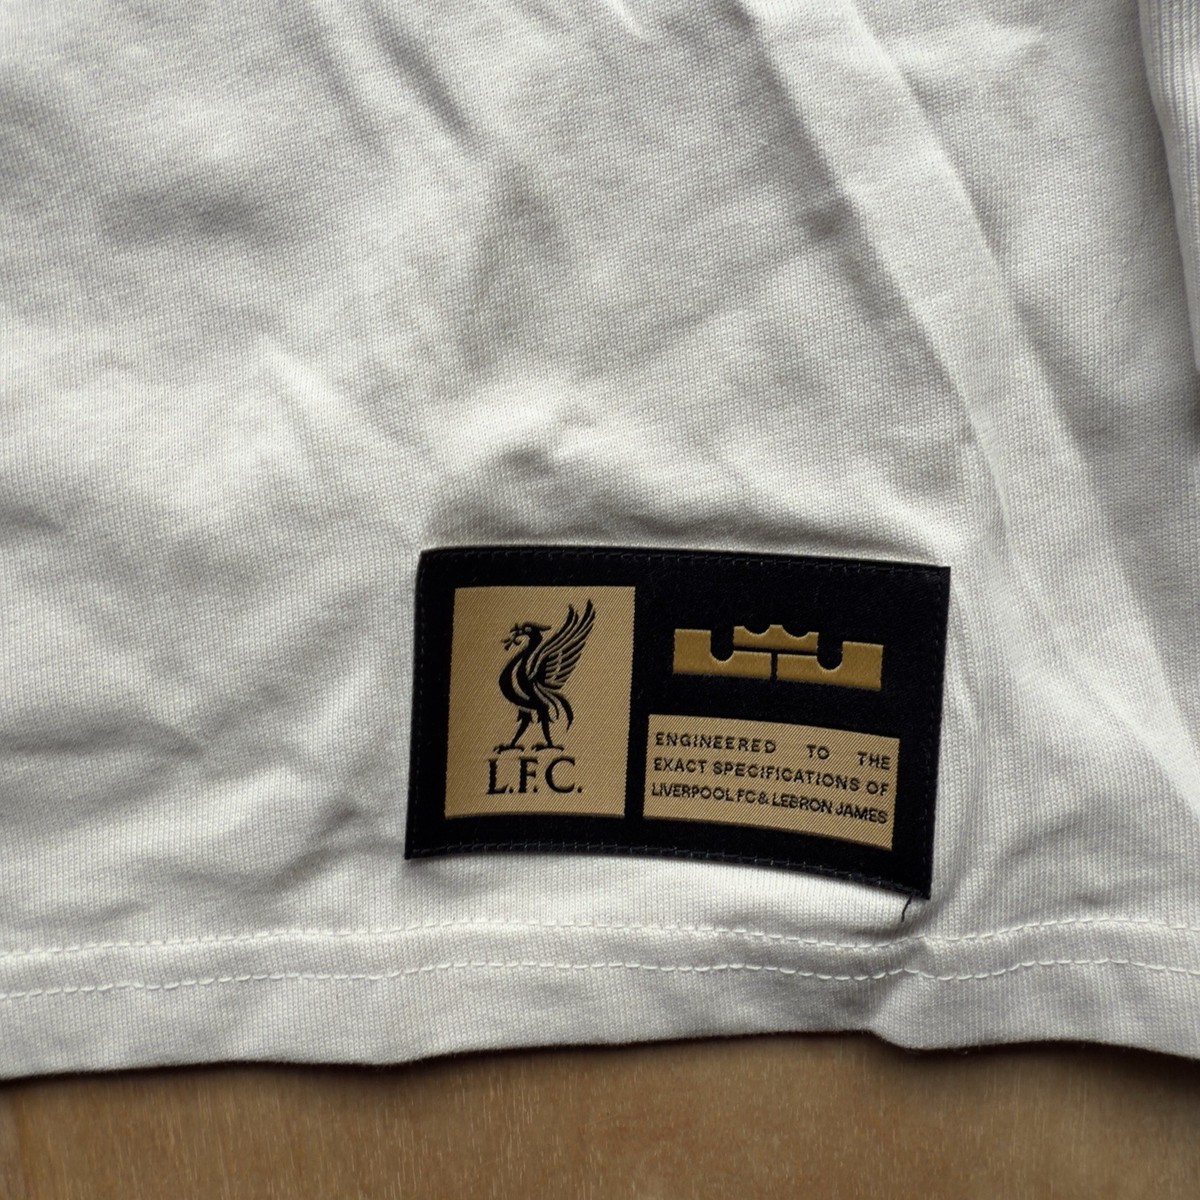 L.F.C.
ENGINEERED TO THE
EXACT SPECIFICATIONS OF
LIVERPOOL FC & LEBRON JAMES